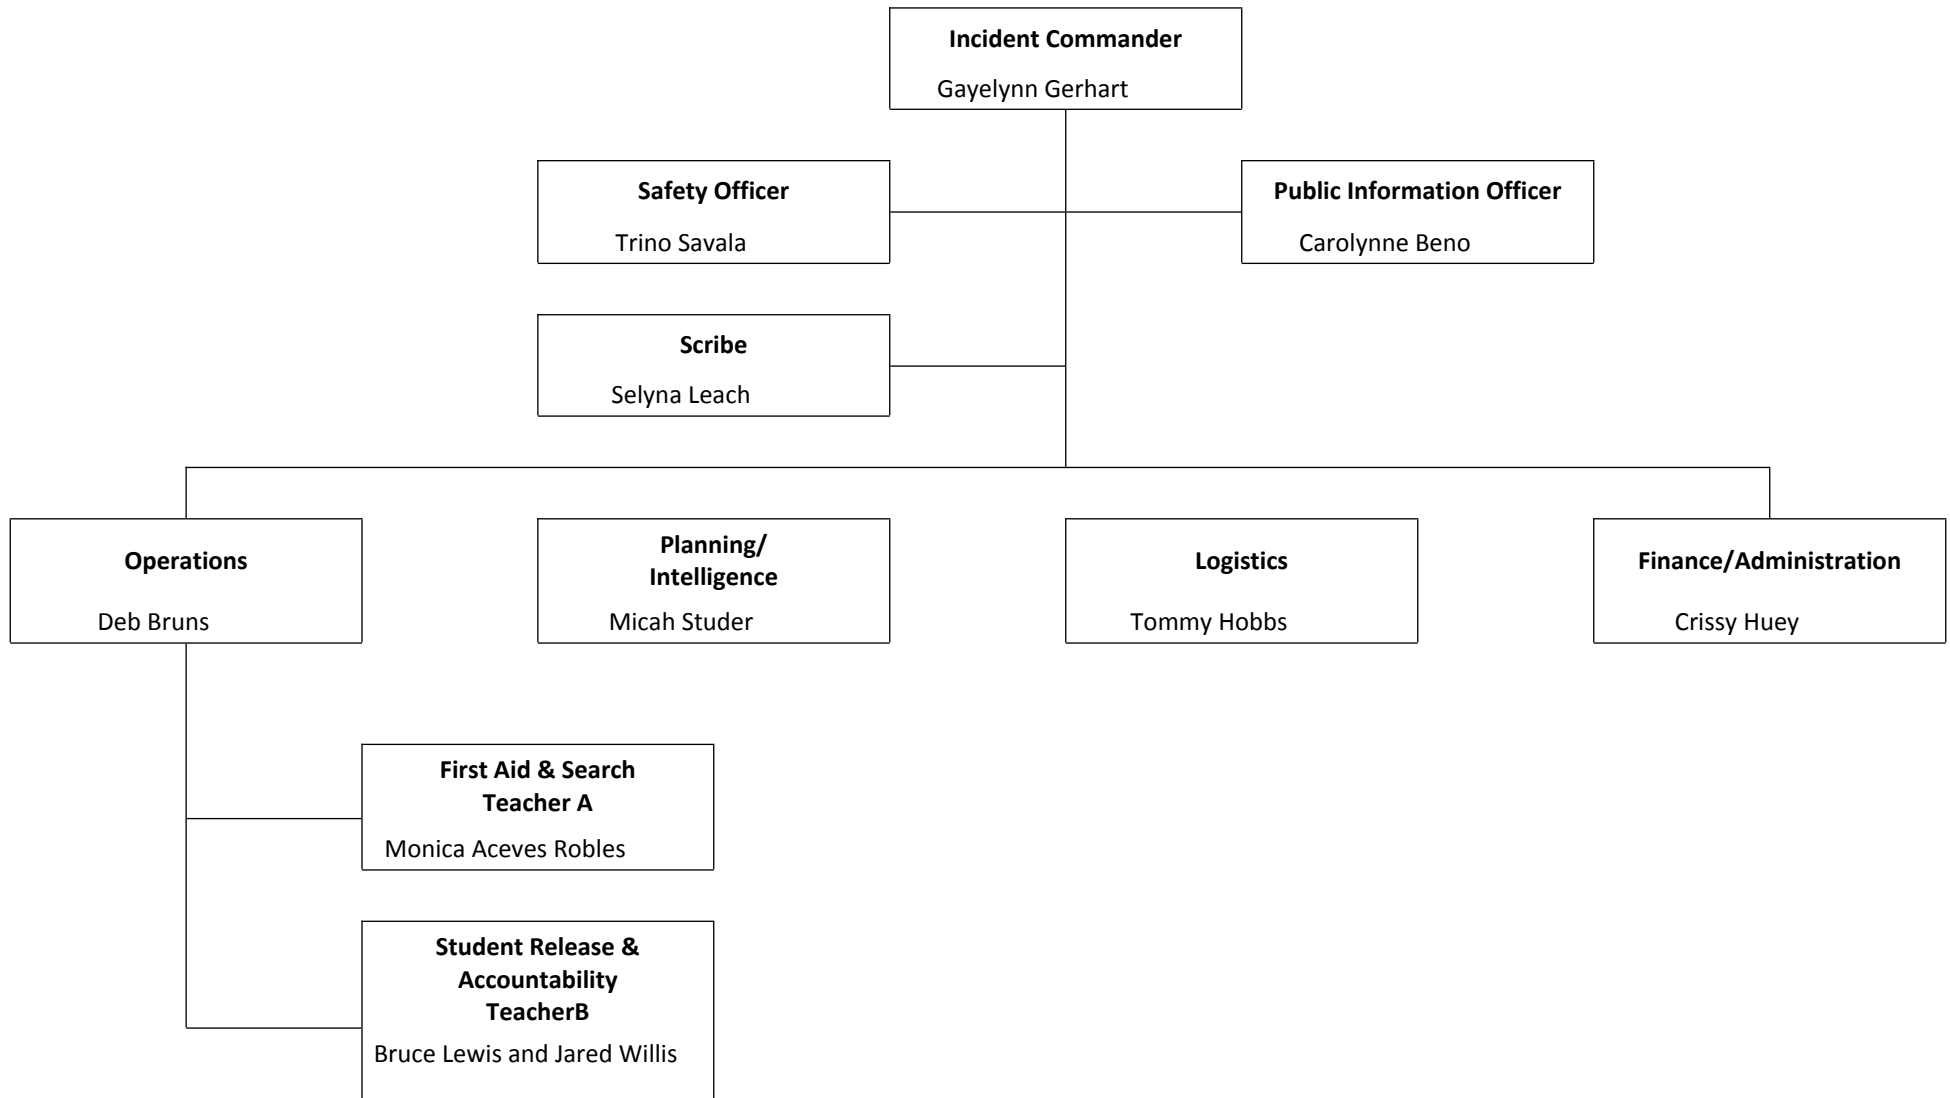 Incident Commander
Gayelynn Gerhart
Safety Officer
Trino Savala
Public Information Officer
Carolynne Beno
Scribe
Selyna Leach
Operations
Deb Bruns
Planning/
Intelligence
Micah Studer
Logistics
Tommy Hobbs
Finance/Administration
Crissy Huey
First Aid & Search
Teacher A
Monica Aceves Robles
Student Release &
Accountability
TeacherB
Bruce Lewis and Jared Willis